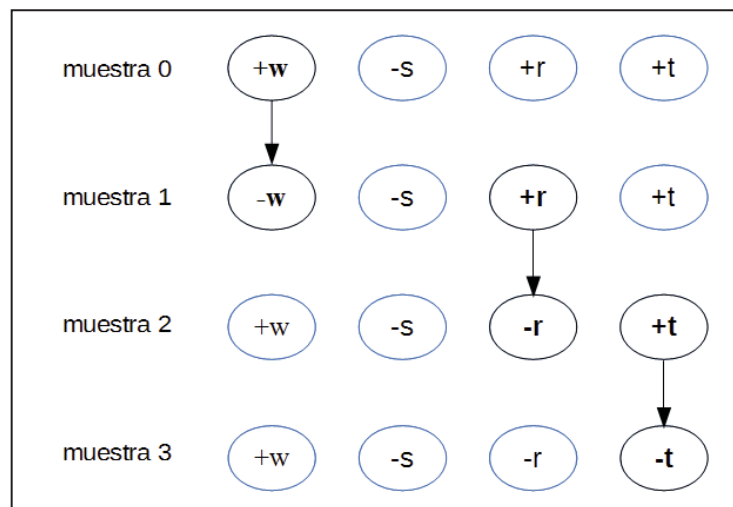 muestra 0 +w -s +r +t
muestra 1 -w -s +r +t
muestra 2 +w -s -r +t
muestra 3 +w -s -r -t